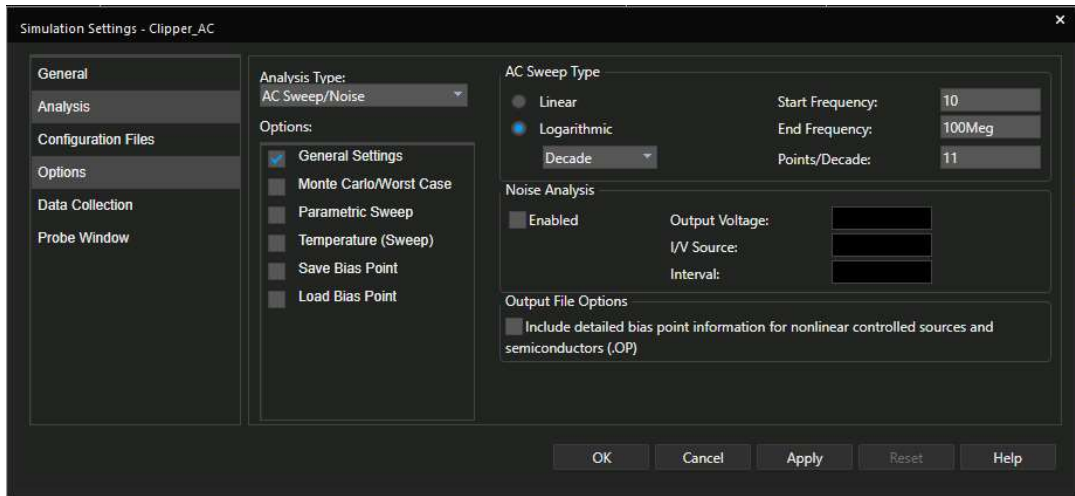 Simulation Settings - Clipper_AC
×
General
Analysis
Configuration Files
Options
Data Collection
Probe Window
Analysis Type:
AC Sweep/Noise
Options:
General Settings
Monte Carlo/Worst Case
Parametric Sweep
Temperature (Sweep)
Save Bias Point
Load Bias Point
AC Sweep Type
Linear
Logarithmic
Decade
Start Frequency: 10
End Frequency: 100Meg
Points/Decade: 11
Noise Analysis
Enabled
Output Voltage:
I/V Source:
Interval:
Output File Options
Include detailed bias point information for nonlinear controlled sources and
semiconductors (.OP)
OK Cancel Apply Reset Help